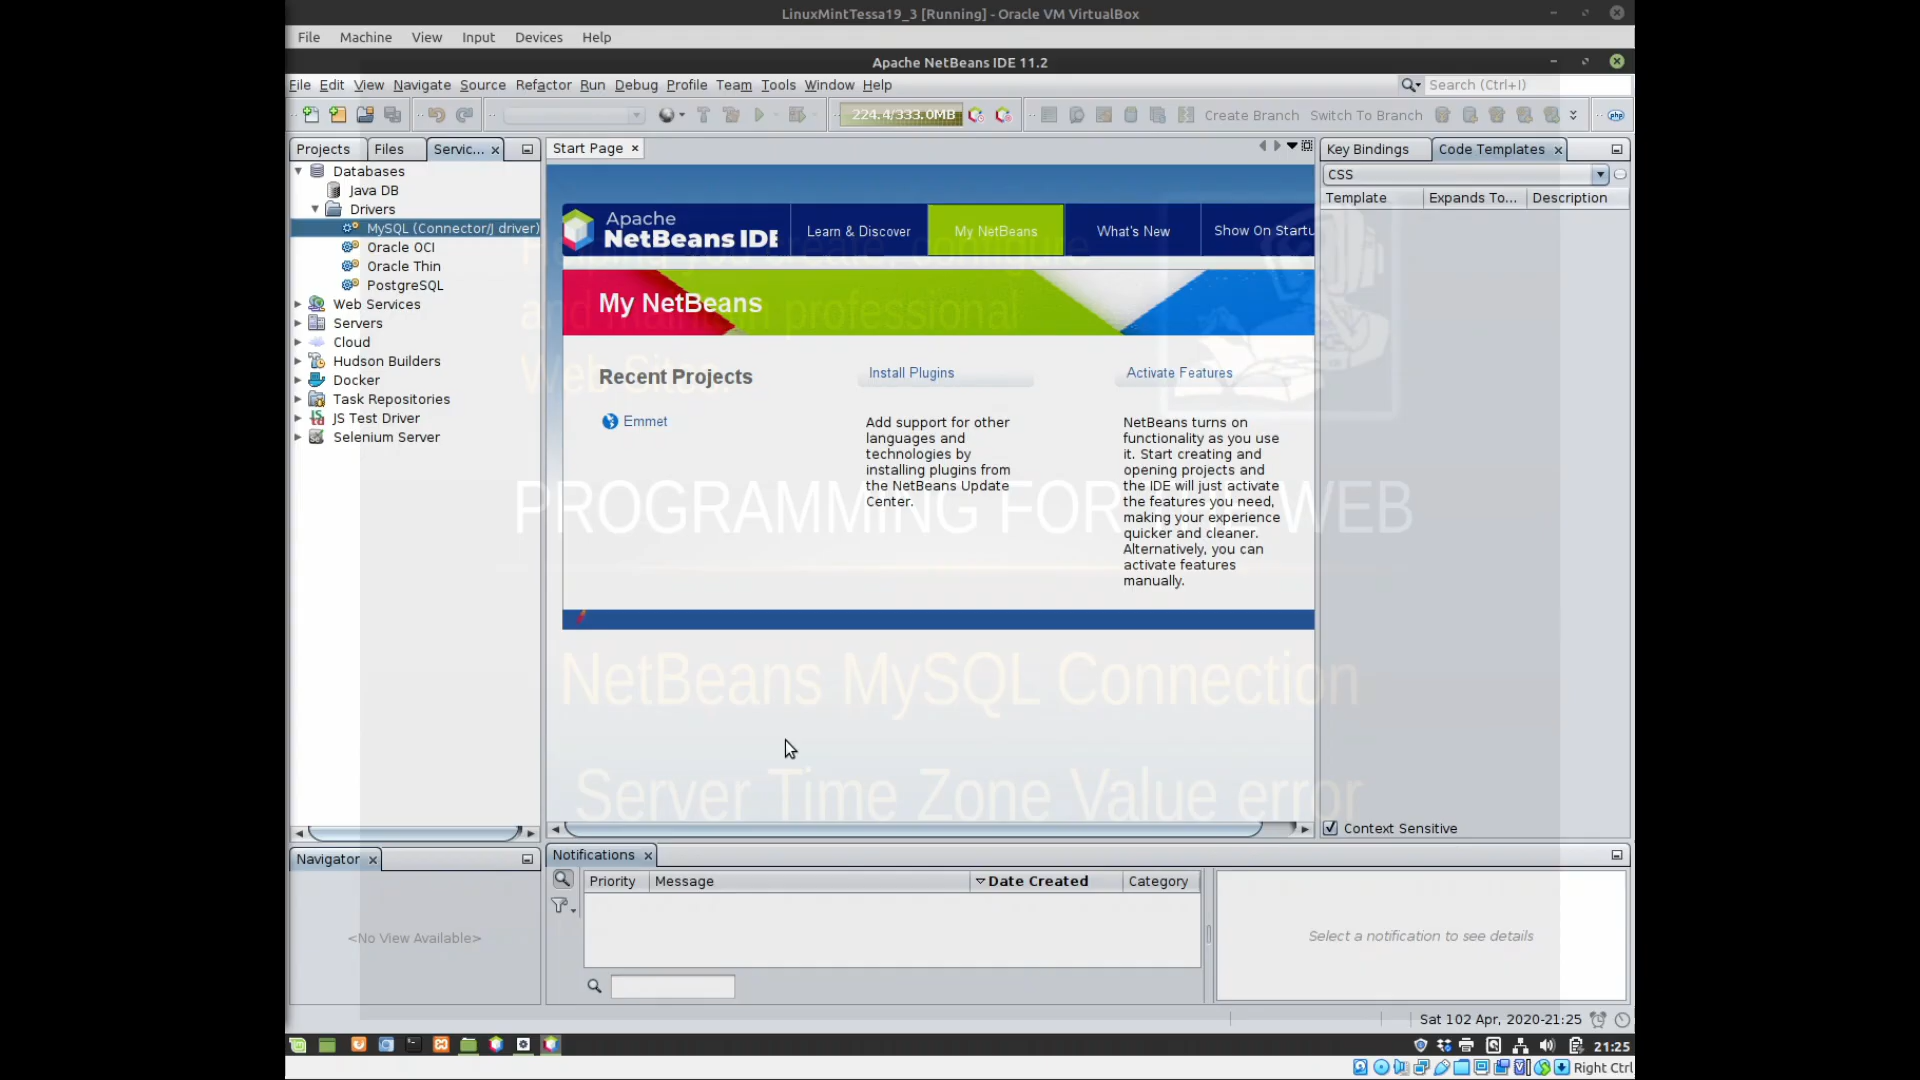 LinuxMintTessa19_3 [Running] - Oracle VM VirtualBox
File Machine View Input Devices Help
Apache NetBeans IDE 11.2
File Edit View Navigate Source Refactor Run Debug Profile Team Tools Window Help
Search (Ctrl+I)
224.4/333.0MB
Create Branch Switch To Branch
php
Projects Files Servic...
Start Page
Key Bindings Code Templates
Databases
Java DB
Drivers
MySQL (Connector/J driver)
Oracle OCI
Oracle Thin
PostgreSQL
Web Services
Servers
Cloud
Hudson Builders
Docker
Task Repositories
JS Test Driver
Selenium Server
CSS
Template Expands To... Description
Apache
NetBeans IDE
Learn & Discover My NetBeans What's New Show On Startu
My NetBeans
and maintain professional
Web Sites
Recent Projects
Emmet
Install Plugins
Add support for other
languages and
technologies by
installing plugins from
the NetBeans Update
Center.
Activate Features
NetBeans turns on
functionality as you use
it. Start creating and
opening projects and
the IDE will just activate
the features you need,
making your experience
quicker and cleaner.
Alternatively, you can
activate features
manually.
PROGRAMMING FOR THE WEB
NetBeans MySQL Connection
Server Time Zone Value error
Context Sensitive
Navigator
<No View Available>
Notifications
Priority Message Date Created Category
Select a notification to see details
Sat 102 Apr, 2020-21:25
21:25
Right Ctrl